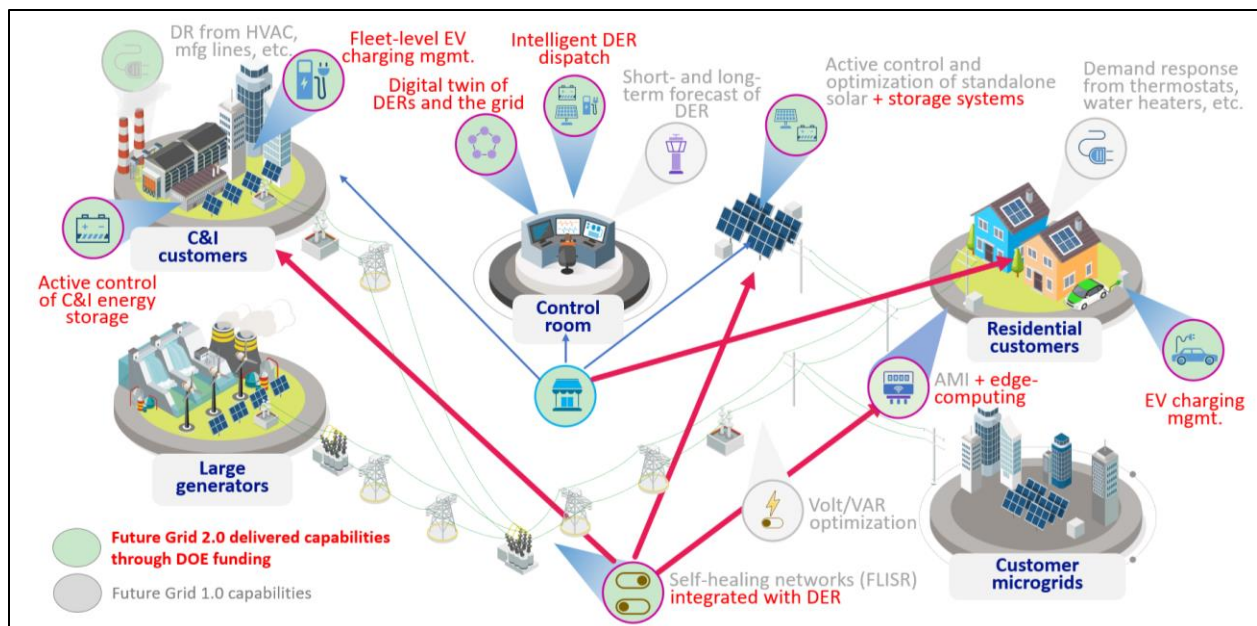 DR from HVAC,
mfg lines, etc.
Fleet-level EV
charging mgmt.
Digital twin of
DERs and the grid
Intelligent DER
dispatch
Short- and long-
term forecast of
DER
Active control and
optimization of standalone
solar + storage systems
Demand response
from thermostats,
water heaters, etc.
C&I
customers
Active control
of C&I energy
storage
Control
room
Residential
customers
AMI + edge-
computing
EV charging
mgmt.
Large
generators
Volt/VAR
optimization
Customer
microgrids
Future Grid 2.0 delivered capabilities
through DOE funding
Future Grid 1.0 capabilities
Self-healing networks (FLISR)
integrated with DER